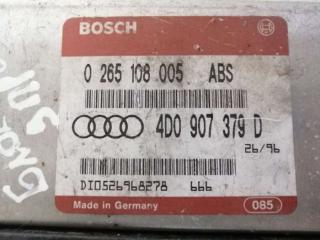 BOSCH
0 265 108 005 ABS
4D0 907 379 D
26/96
DI0526968278 666
Made in Germany 085